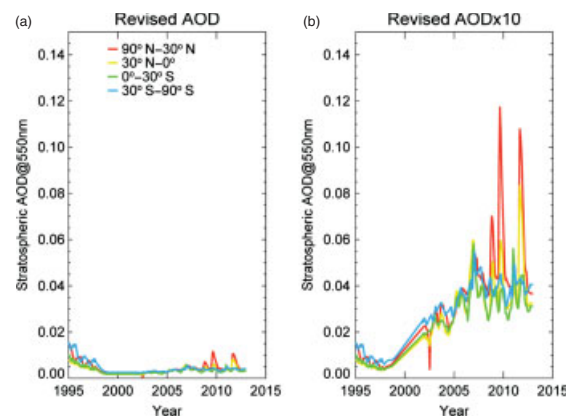 (a) Revised AOD
(b) Revised AODx10
Stratospheric AOD@550nm
0.14
0.12
0.10
0.08
0.06
0.04
0.02
0.00
90° N–30° N
30° N–0°
0°–30° S
30° S–90° S
1995 2000 2005 2010 2015
Year
Stratospheric AOD@550nm
0.14
0.12
0.10
0.08
0.06
0.04
0.02
0.00
1995 2000 2005 2010 2015
Year